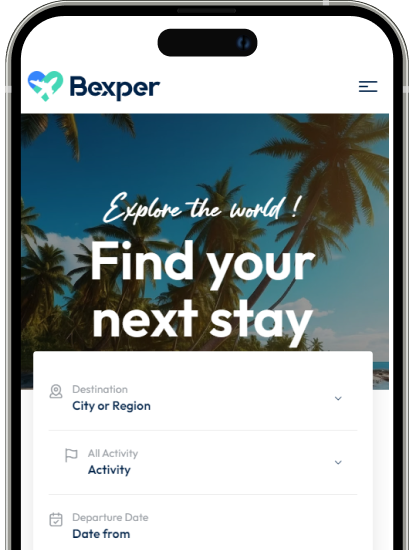 Bexper
Explore the world !
Find your
next stay
Destination
City or Region
All Activity
Activity
Departure Date
Date from